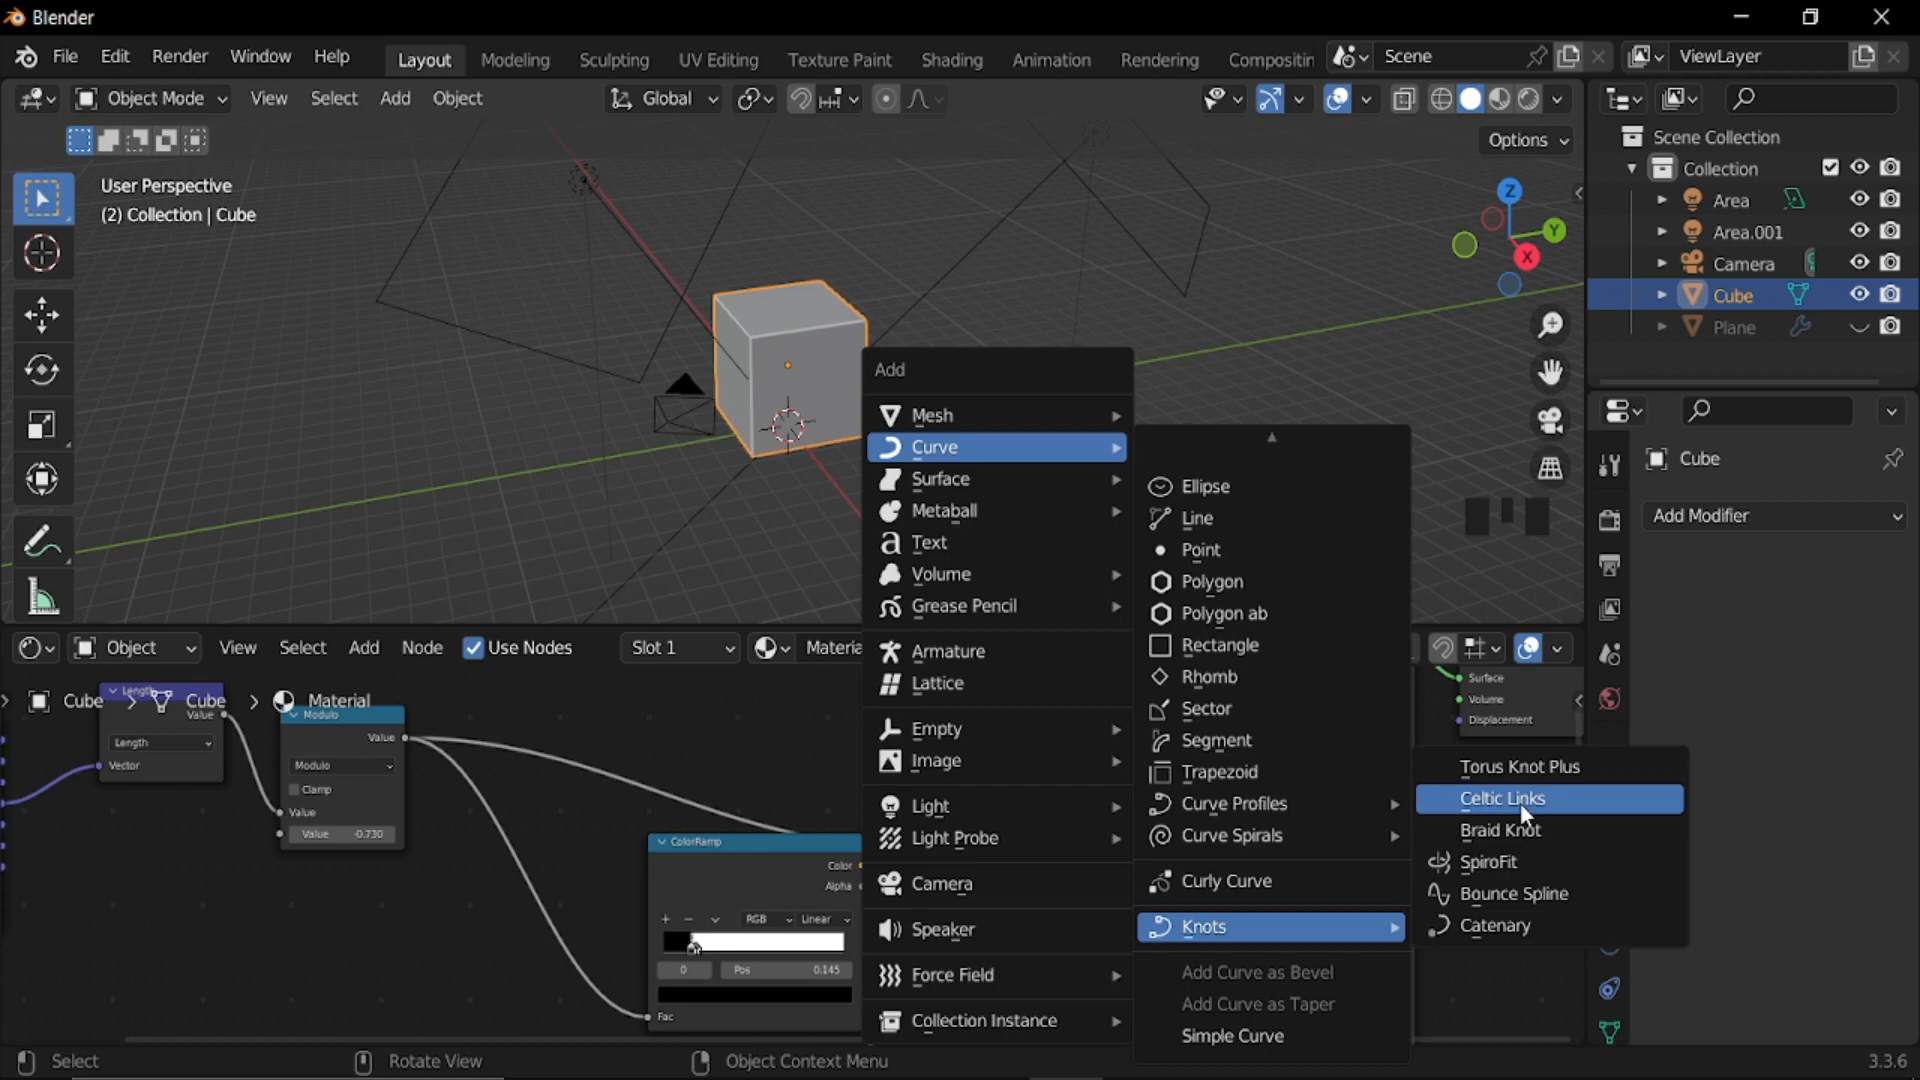 Blender
File Edit Render Window Help Layout Modeling Sculpting UV Editing Texture Paint Shading Animation Rendering Compositin Scene ViewLayer
Object Mode View Select Add Object Global
Options
User Perspective
(2) Collection | Cube
Z
Y
X
Scene Collection
Collection
Area
Area.001
Camera
Cube
Plane
Cube
Add Modifier
Add
Mesh
Curve
Surface
Metaball
Text
Volume
Grease Pencil
Armature
Lattice
Empty
Image
Light
Light Probe
Camera
Speaker
Force Field
Collection Instance
Ellipse
Line
Point
Polygon
Polygon ab
Rectangle
Rhomb
Sector
Segment
Trapezoid
Curve Profiles
Curve Spirals
Curly Curve
Knots
Add Curve as Bevel
Add Curve as Taper
Simple Curve
Torus Knot Plus
Celtic Links
Braid Knot
SpiroFit
Bounce Spline
Catenary
Object View Select Add Node Use Nodes Slot 1 Materia
Cube > Cube > Material
Length
Value
Length
Vector
Modulo
Value
Modulo
Clamp
Value
Value -0.730
ColorRamp
Color
Alpha
RGB Linear
0 Pos 0.145
Fac
Surface
Volume
Displacement
Select Rotate View Object Context Menu 3.3.6